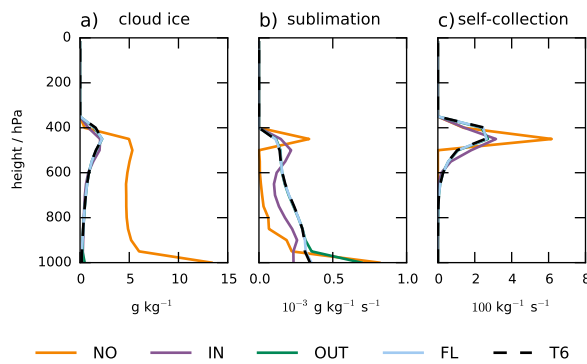 a) cloud ice
b) sublimation
c) self-collection
height / hPa
0
200
400
600
800
1000
0 5 10 15
0.0 0.5 1.0
0 2 4 6 8
g kg⁻¹
10⁻³ g kg⁻¹ s⁻¹
100 kg⁻¹ s⁻¹
NO IN OUT FL T6